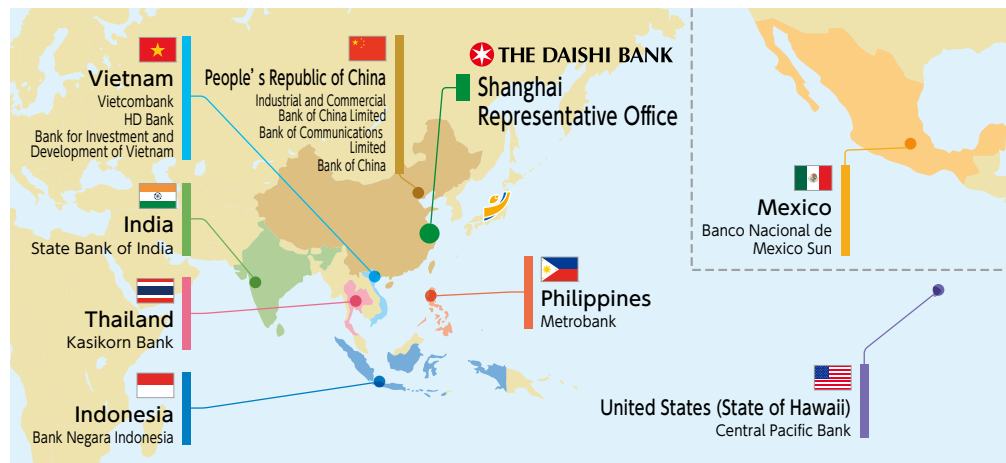 Vietnam
Vietcombank
HD Bank
Bank for Investment and
Development of Vietnam
People’s Republic of China
Industrial and Commercial
Bank of China Limited
Bank of Communications
Limited
Bank of China
THE DAISHI BANK
Shanghai
Representative Office
India
State Bank of India
Thailand
Kasikorn Bank
Indonesia
Bank Negara Indonesia
Philippines
Metrobank
Mexico
Banco Nacional de
Mexico Sun
United States (State of Hawaii)
Central Pacific Bank